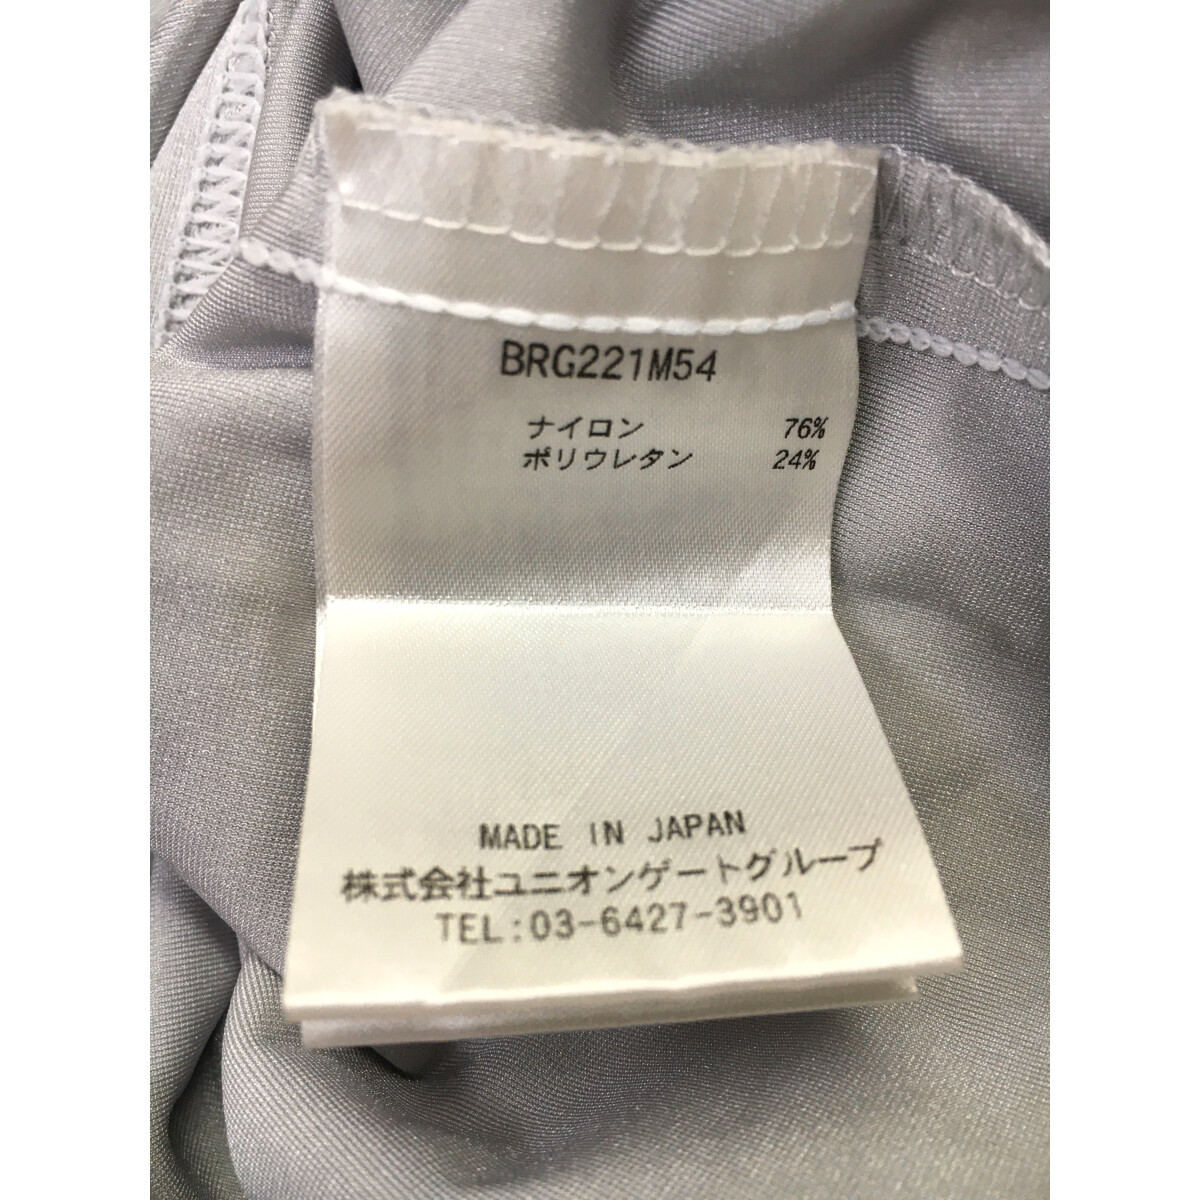 BRG221M54
ナイロン 76%
ポリウレタン 24%
MADE IN JAPAN
株式会社ユニオンゲートグループ
TEL:03-6427-3901